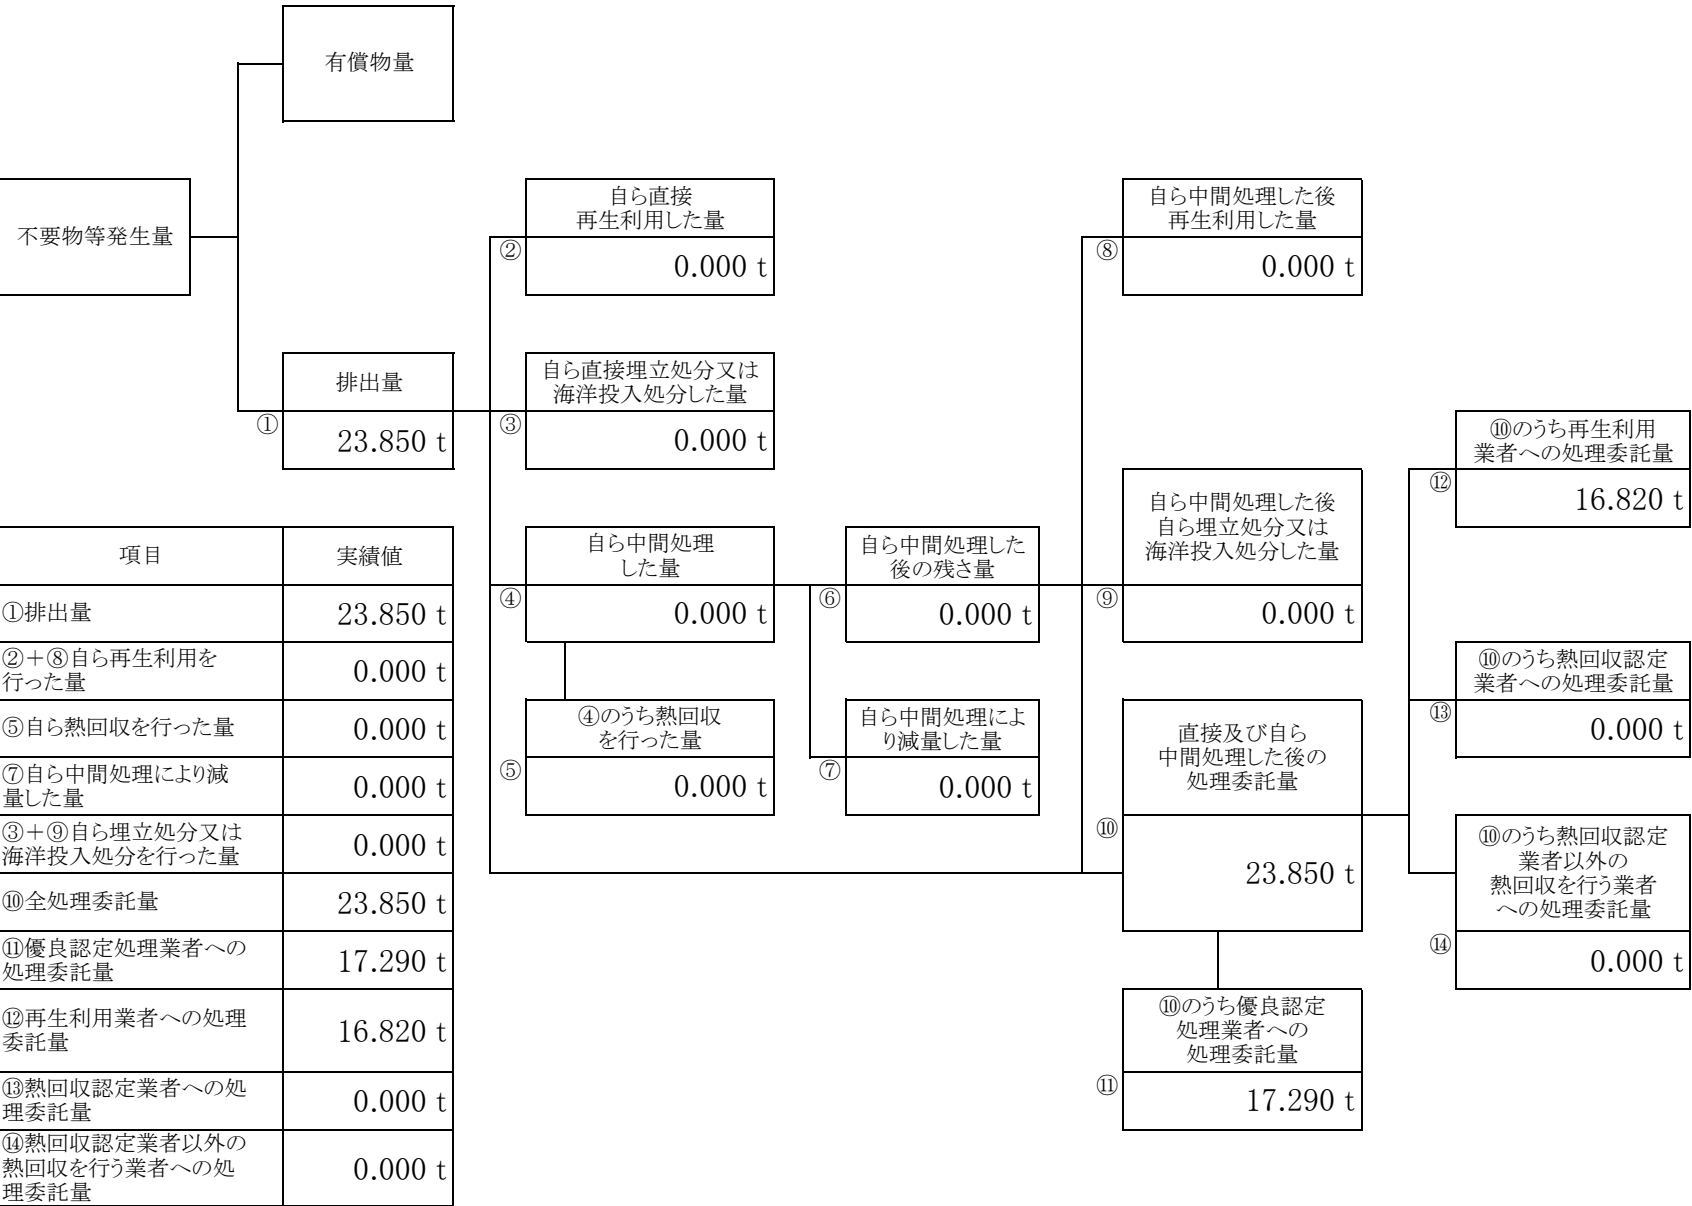 有償物量
不要物等発生量
自ら直接
再生利用した量
②
0.000 t
自ら中間処理した後
再生利用した量
⑧
0.000 t
排出量
①
23.850 t
自ら直接埋立処分又は
海洋投入処分した量
③
0.000 t
⑩のうち再生利用
業者への処理委託量
⑫
16.820 t
自ら中間処理
した量
④
0.000 t
自ら中間処理した
後の残さ量
⑥
0.000 t
自ら中間処理した後
自ら埋立処分又は
海洋投入処分した量
⑨
0.000 t
⑩のうち熱回収認定
業者への処理委託量
⑬
0.000 t
④のうち熱回収
を行った量
⑤
0.000 t
自ら中間処理によ
り減量した量
⑦
0.000 t
直接及び自ら
中間処理した後の
処理委託量
⑩
23.850 t
⑩のうち熱回収認定
業者以外の
熱回収を行う業者
への処理委託量
⑭
0.000 t
⑩のうち優良認定
処理業者への
処理委託量
⑪
17.290 t
項目 実績値
①排出量 23.850 t
②＋⑧自ら再生利用を
行った量 0.000 t
⑤自ら熱回収を行った量 0.000 t
⑦自ら中間処理により減
量した量 0.000 t
③＋⑨自ら埋立処分又は
海洋投入処分を行った量 0.000 t
⑩全処理委託量 23.850 t
⑪優良認定処理業者への
処理委託量 17.290 t
⑫再生利用業者への処理
委託量 16.820 t
⑬熱回収認定業者への処
理委託量 0.000 t
⑭熱回収認定業者以外の
熱回収を行う業者への処
理委託量 0.000 t